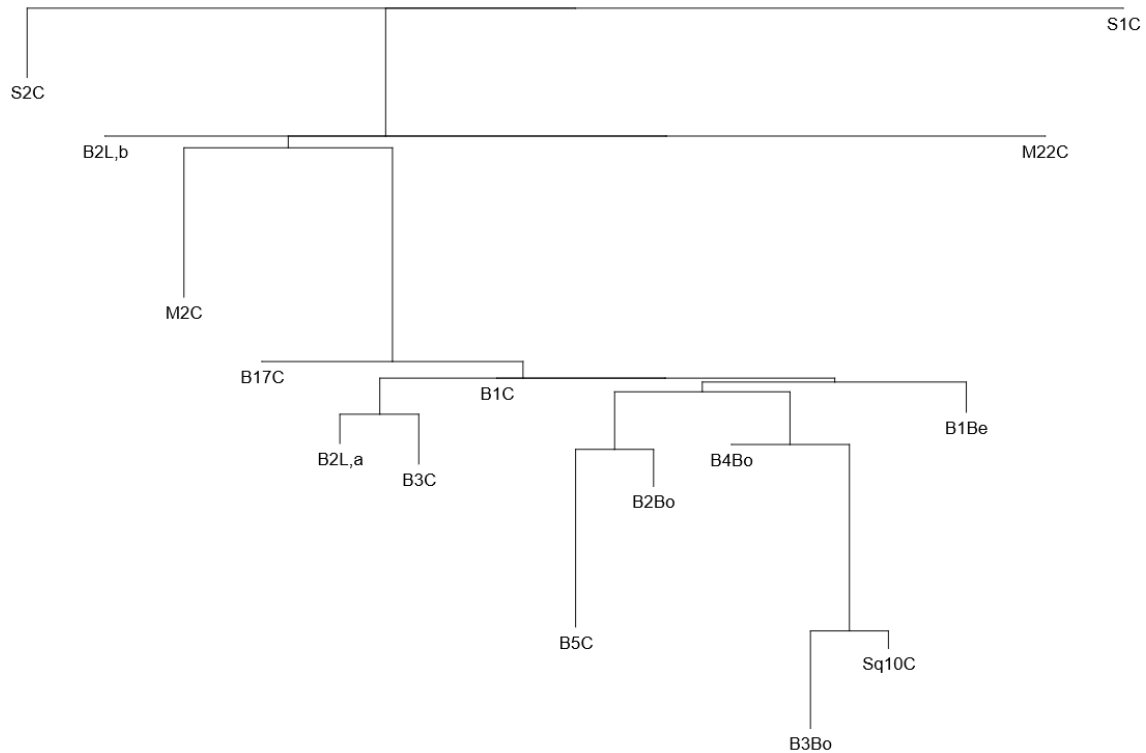 S1C
S2C
B2L,b
M22C
M2C
B17C
B1C
B1Be
B2L,a
B4Bo
B3C
B2Bo
B5C
Sq10C
B3Bo